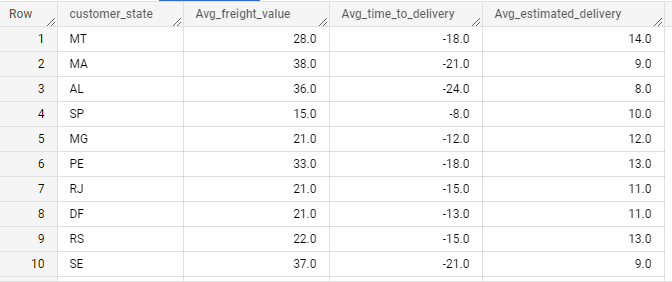 Row customer_state Avg_freight_value Avg_time_to_delivery Avg_estimated_delivery
1 MT 28.0 -18.0 14.0
2 MA 38.0 -21.0 9.0
3 AL 36.0 -24.0 8.0
4 SP 15.0 -8.0 10.0
5 MG 21.0 -12.0 12.0
6 PE 33.0 -18.0 13.0
7 RJ 21.0 -15.0 11.0
8 DF 21.0 -13.0 11.0
9 RS 22.0 -15.0 13.0
10 SE 37.0 -21.0 9.0